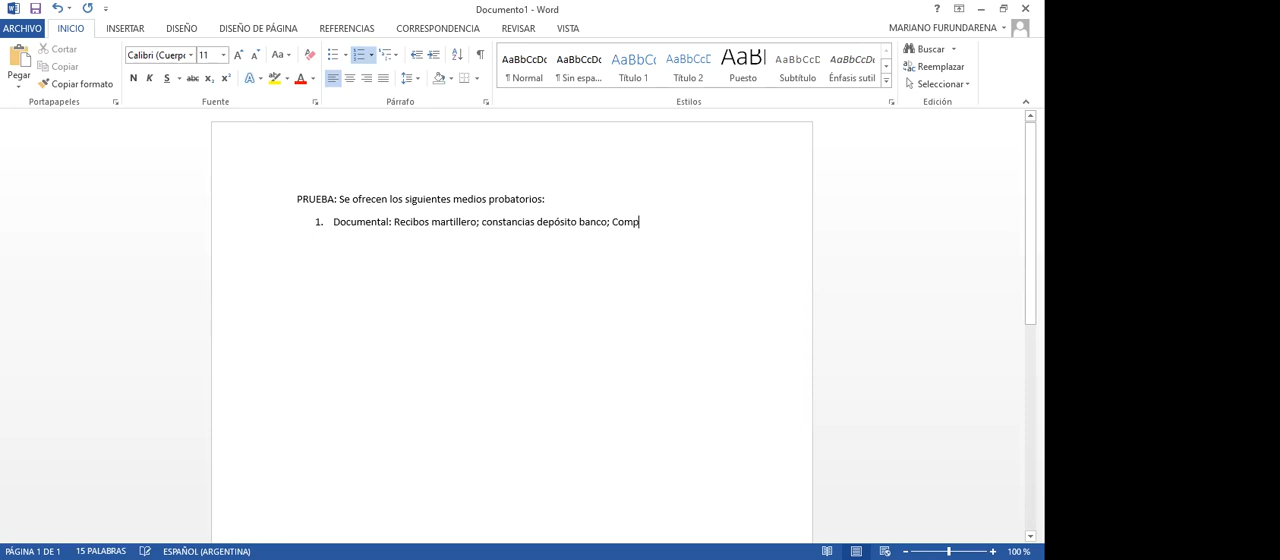 Documento1 - Word
ARCHIVO INICIO INSERTAR DISEÑO DISEÑO DE PÁGINA REFERENCIAS CORRESPONDENCIA REVISAR VISTA MARIANO FURUNDARENA
Pegar
Cortar
Copiar
Copiar formato
Portapapeles
Calibri (Cuerpo 11
Fuente
Párrafo
AaBbCcDc AaBbCcDc AaBbCc AaBbCcD AaBl AaBbCcD AaBbCcDc
¶ Normal ¶ Sin espa... Título 1 Título 2 Puesto Subtítulo Énfasis sutil
Estilos
Buscar
Reemplazar
Seleccionar
Edición
PRUEBA: Se ofrecen los siguientes medios probatorios:
1. Documental: Recibos martillero; constancias depósito banco; Comp
PÁGINA 1 DE 1 15 PALABRAS ESPAÑOL (ARGENTINA) 100 %